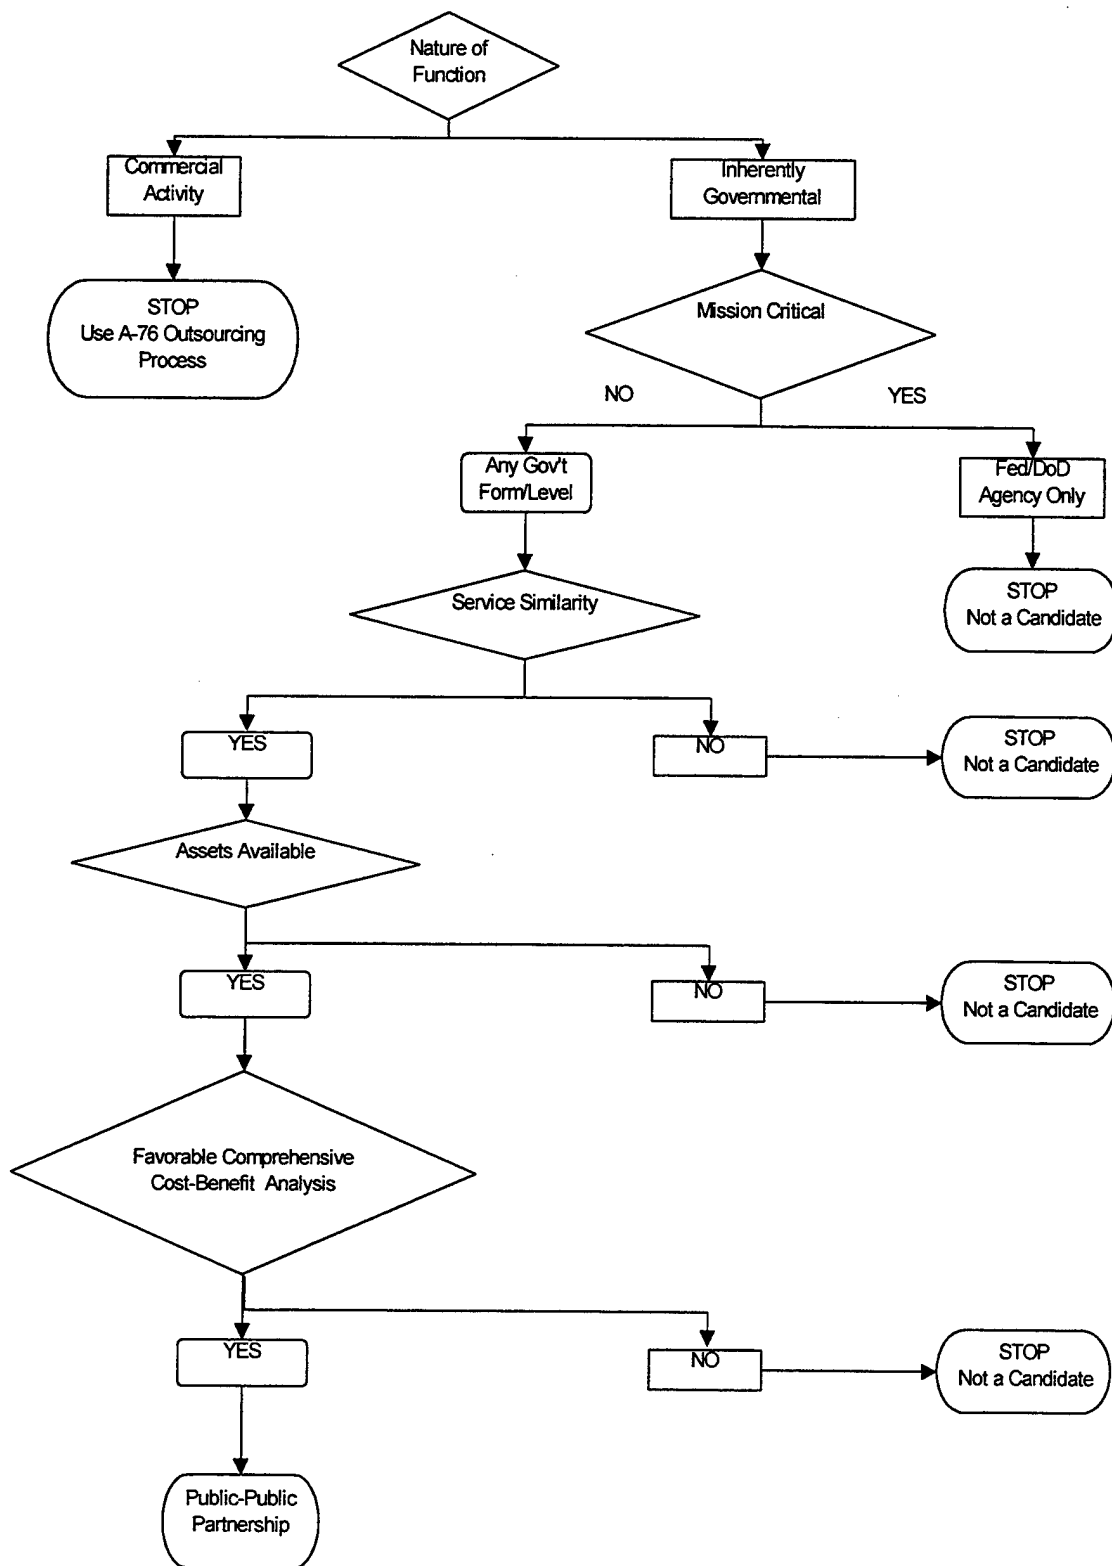 Nature of
Function
Commercial
Activity
Inherently
Governmental
STOP
Use A-76 Outsourcing
Process
Mission Critical
NO
YES
Any Gov't
Form/Level
Fed/DoD
Agency Only
Service Similarity
STOP
Not a Candidate
YES
NO
STOP
Not a Candidate
Assets Available
YES
NO
STOP
Not a Candidate
Favorable Comprehensive
Cost-Benefit Analysis
YES
NO
STOP
Not a Candidate
Public-Public
Partnership